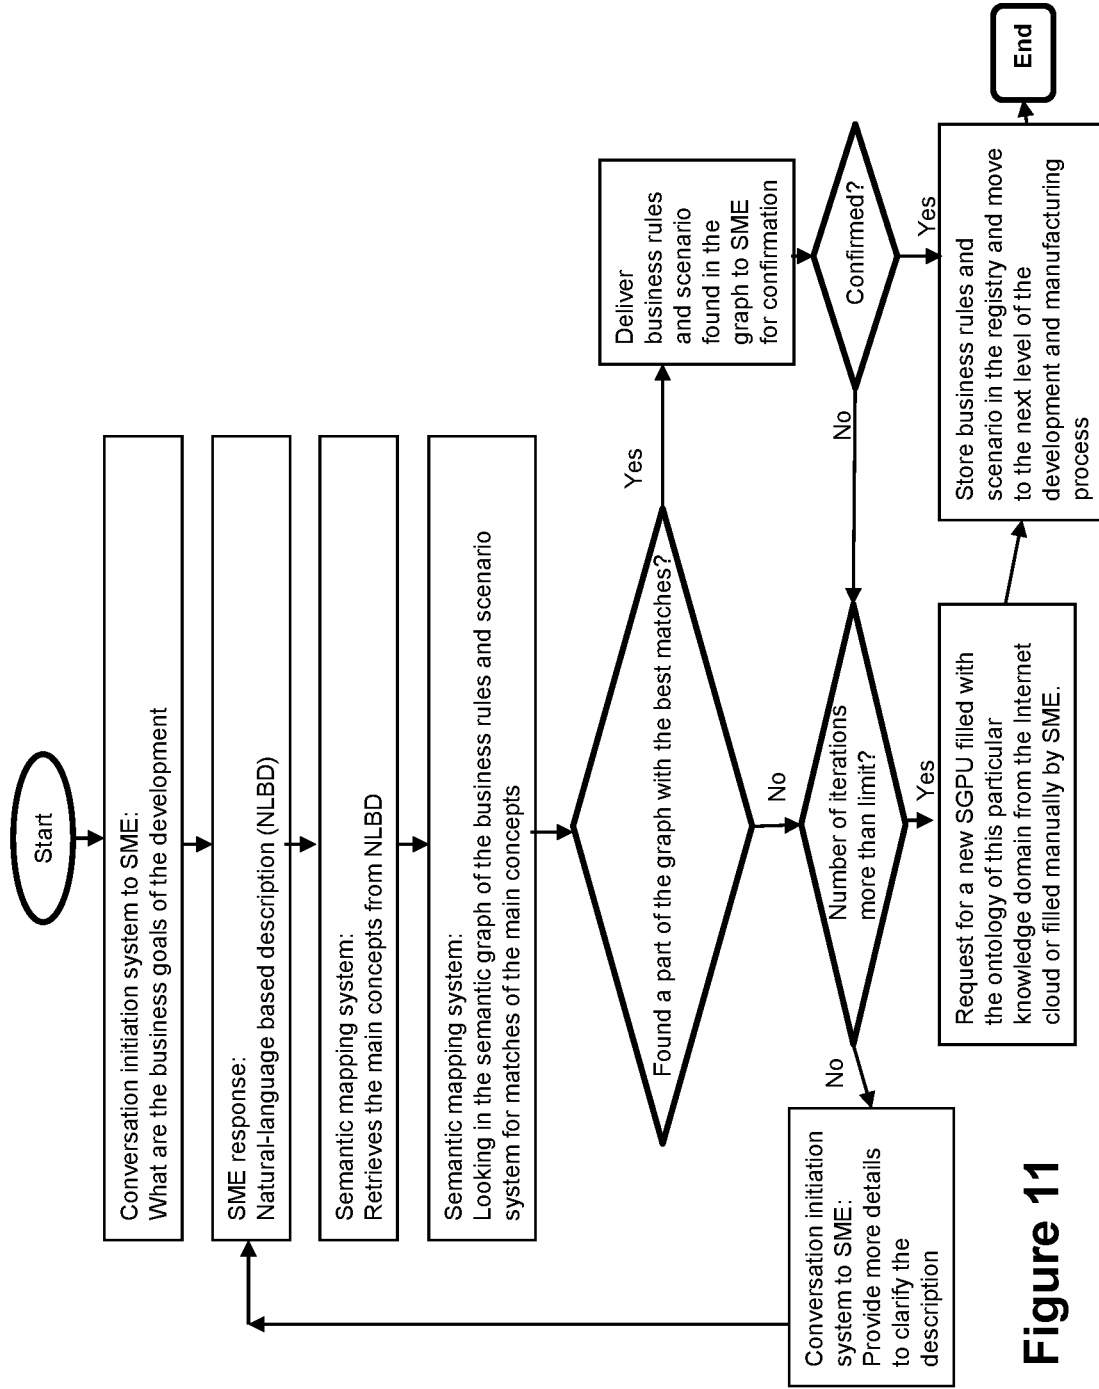 Start
Conversation initiation system to SME:
What are the business goals of the development
SME response:
Natural-language based description (NLBD)
Semantic mapping system:
Retrieves the main concepts from NLBD
Semantic mapping system:
Looking in the semantic graph of the business rules and scenario
system for matches of the main concepts
Found a part of the graph with the best matches?
Yes
No
Deliver
business rules
and scenario
found in the
graph to SME
for confirmation
Confirmed?
No
Yes
Number of iterations
more than limit?
No
Yes
Conversation initiation
system to SME:
Provide more details
to clarify the
description
Request for a new SGPU filled with
the ontology of this particular
knowledge domain from the Internet
cloud or filled manually by SME.
Store business rules and
scenario in the registry and move
to the next level of the
development and manufacturing
process
End
Figure 11